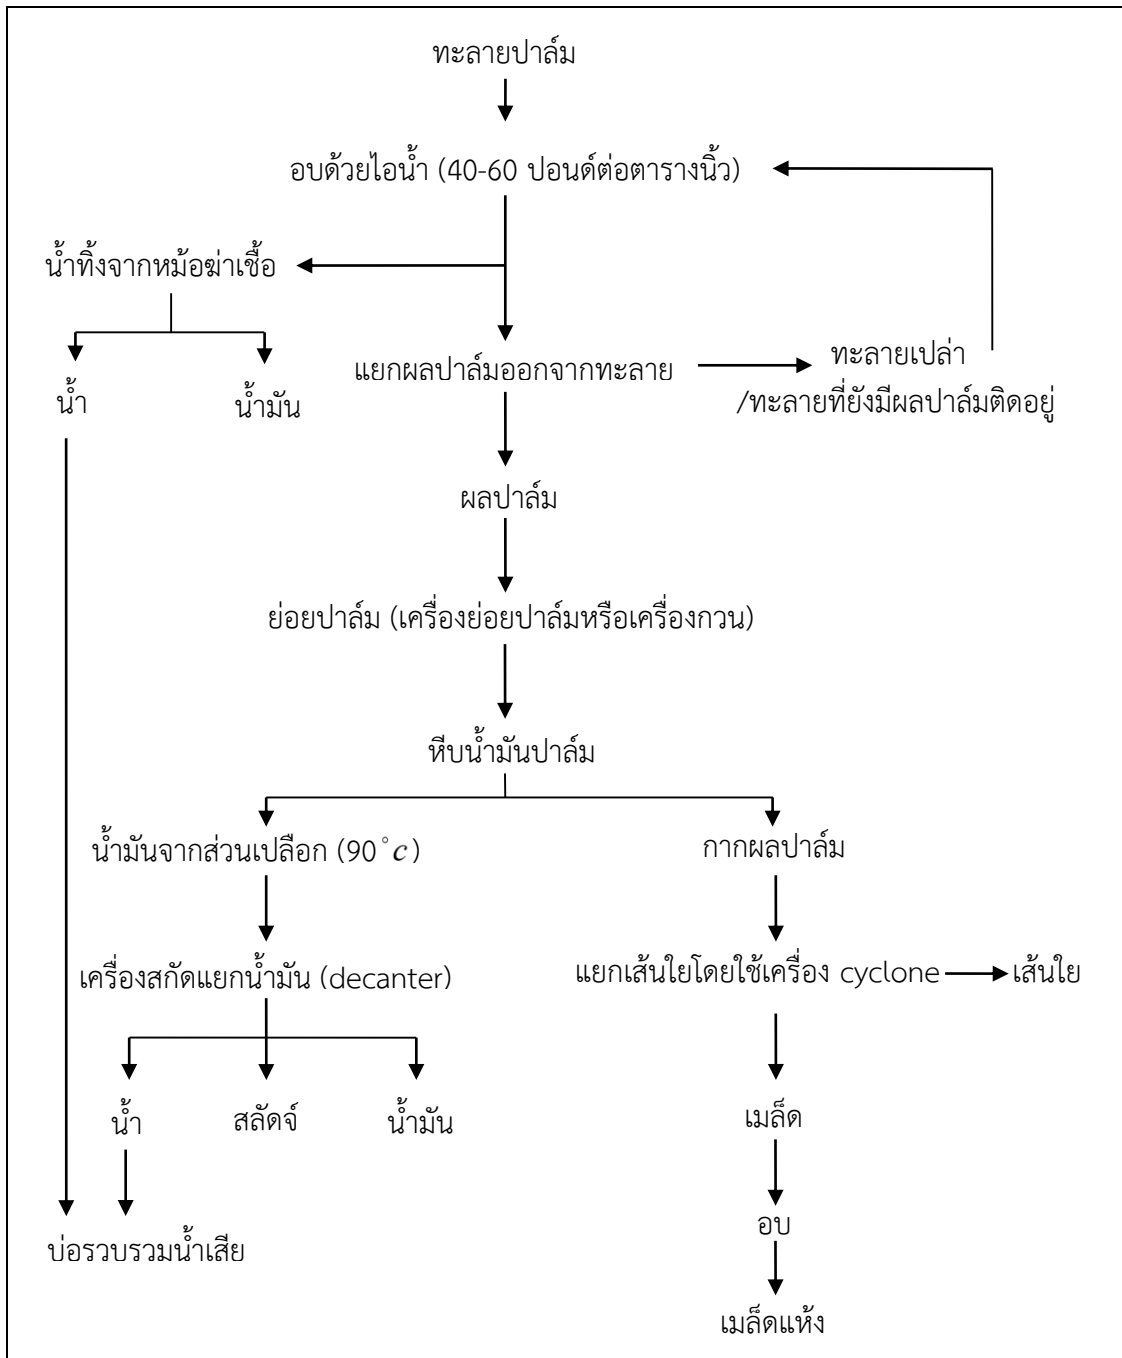 ทะลายปาล์ม
อบด้วยไอน้ำ (40-60 ปอนด์ต่อตารางนิ้ว)
น้ำทิ้งจากหม้อฆ่าเชื้อ
น้ำ
น้ำมัน
แยกผลปาล์มออกจากทะลาย
ทะลายเปล่า
/ทะลายที่ยังมีผลปาล์มติดอยู่
ผลปาล์ม
ย่อยปาล์ม (เครื่องย่อยปาล์มหรือเครื่องกวน)
หีบน้ำมันปาล์ม
น้ำมันจากส่วนเปลือก (90°c)
กากผลปาล์ม
เครื่องสกัดแยกน้ำมัน (decanter)
แยกเส้นใยโดยใช้เครื่อง cyclone
เส้นใย
น้ำ
สลัดจ์
น้ำมัน
เมล็ด
บ่อรวบรวมน้ำเสีย
อบ
เมล็ดแห้ง